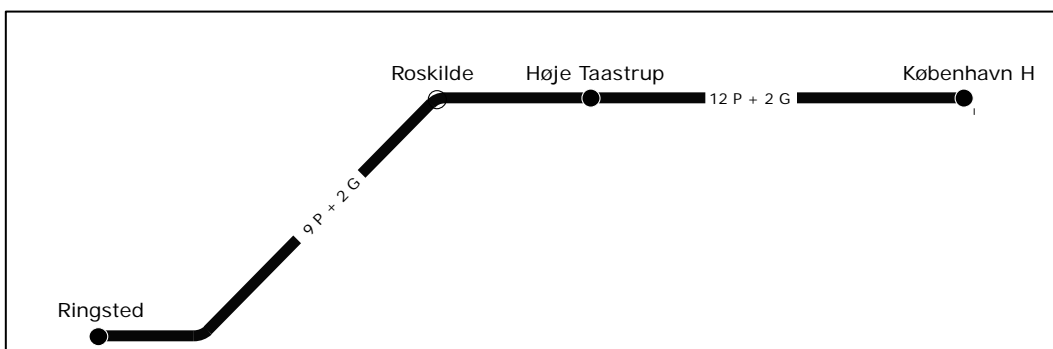 Roskilde
Høje Taastrup
København H
12 P + 2 G
9 P + 2 G
Ringsted